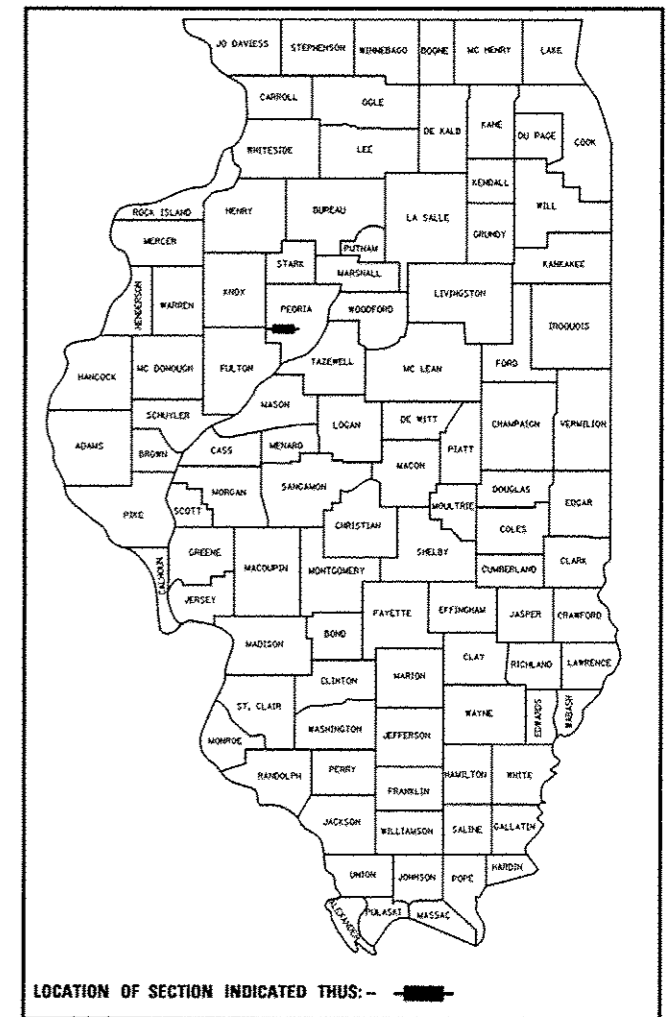 JO DAVIESS STEPHENSON WINNEBAGO BOONE MC HENRY LAKE
CARROLL OGLE DE KALB KANE DU PAGE COOK
WHITESIDE LEE KENDALL WILL
ROCK ISLAND HENRY BUREAU LA SALLE GRUNDY
MERCER PUTNAM KANKAKEE
HENDERSON WARREN KNOX STARK MARSHALL LIVINGSTON
PEORIA WOODFORD IROQUOIS
HANCOCK MC DONOUGH FULTON TAZEWELL MC LEAN FORD
SCHUYLER MASON LOGAN DE WITT CHAMPAIGN VERMILION
ADAMS BROWN CASS MENARD PIATT
MACON
PIKE SCOTT MORGAN SANGAMON MOULTRIE DOUGLAS EDGAR
CHRISTIAN COLES
CALHOUN GREENE MACOUPIN MONTGOMERY SHELBY CUMBERLAND CLARK
JERSEY FAYETTE EFFINGHAM JASPER CRAWFORD
MADISON BOND
CLAY RICHLAND LAWRENCE
CLINTON MARION
ST. CLAIR WAYNE EDWARDS WABASH
MONROE WASHINGTON JEFFERSON
RANDOLPH PERRY HAMILTON WHITE
FRANKLIN
JACKSON WILLIAMSON SALINE GALLATIN
UNION JOHNSON POPE HARDIN
ALEXANDER PULASKI MASSAC
LOCATION OF SECTION INDICATED THUS: --